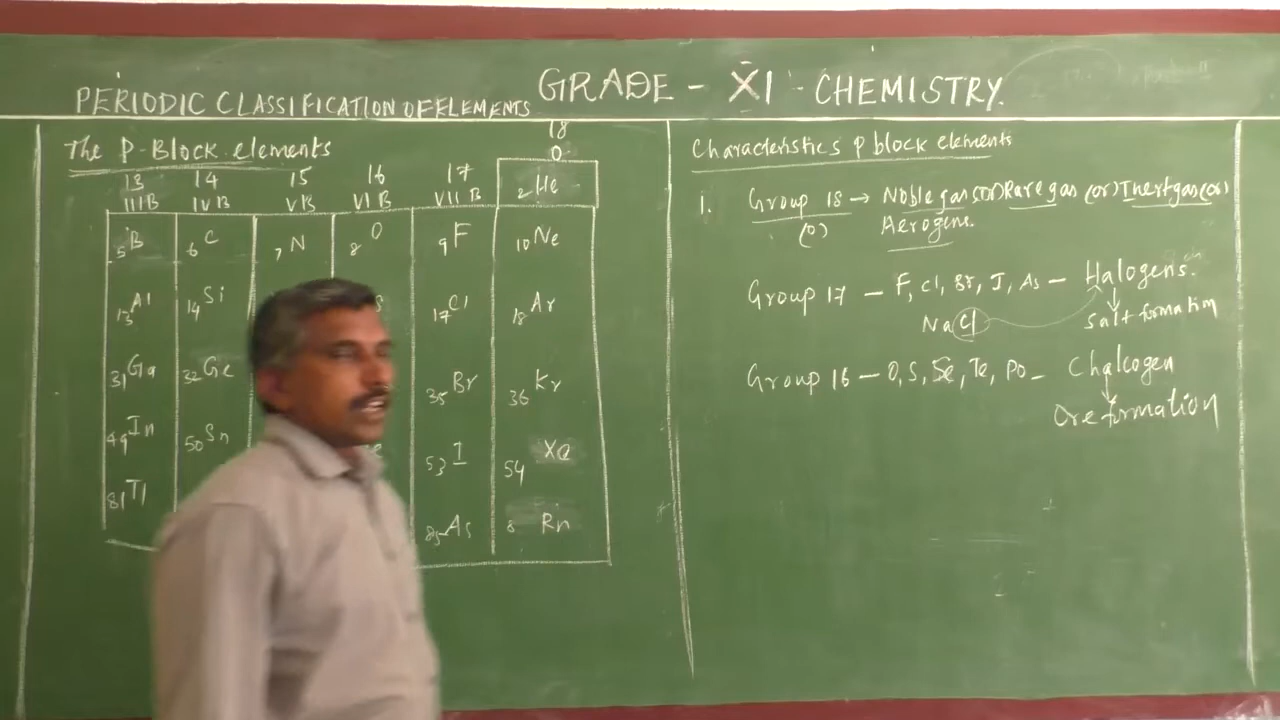 PERIODIC CLASSIFICATION OF ELEMENTS GRADE - XI - CHEMISTRY.
The P-Block elements
18
0
13 14 15 16 17
IIIB IVB VB VIB VIIB 2He
5B 6C 7N 8O 9F 10Ne
13Al 14Si S 17Cl 18Ar
31Ga 32Ge 35Br 36Kr
49In 50Sn 53I 54Xe
81Tl 85As 8 Rn
Characteristics p block elements
1. Group 18 → Noble gas (or) Rare gas (or) Inert gas (or)
(0) Aerogens.
Group 17 – F, Cl, Br, I, As – Halogens.
NaCl Salt formation
Group 16 – O, S, Se, Te, Po – Chalcogen
Ore formation